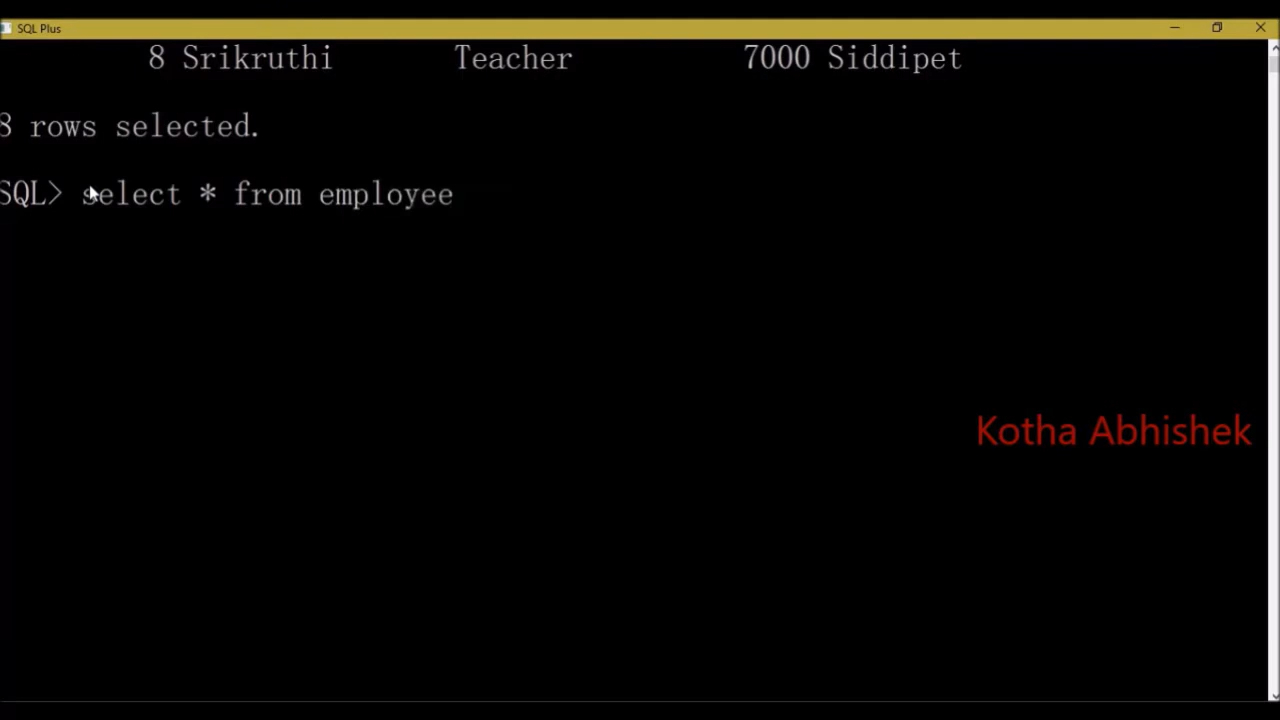 SQL Plus
8 Srikruthi Teacher 7000 Siddipet
8 rows selected.
SQL> select * from employee
Kotha Abhishek